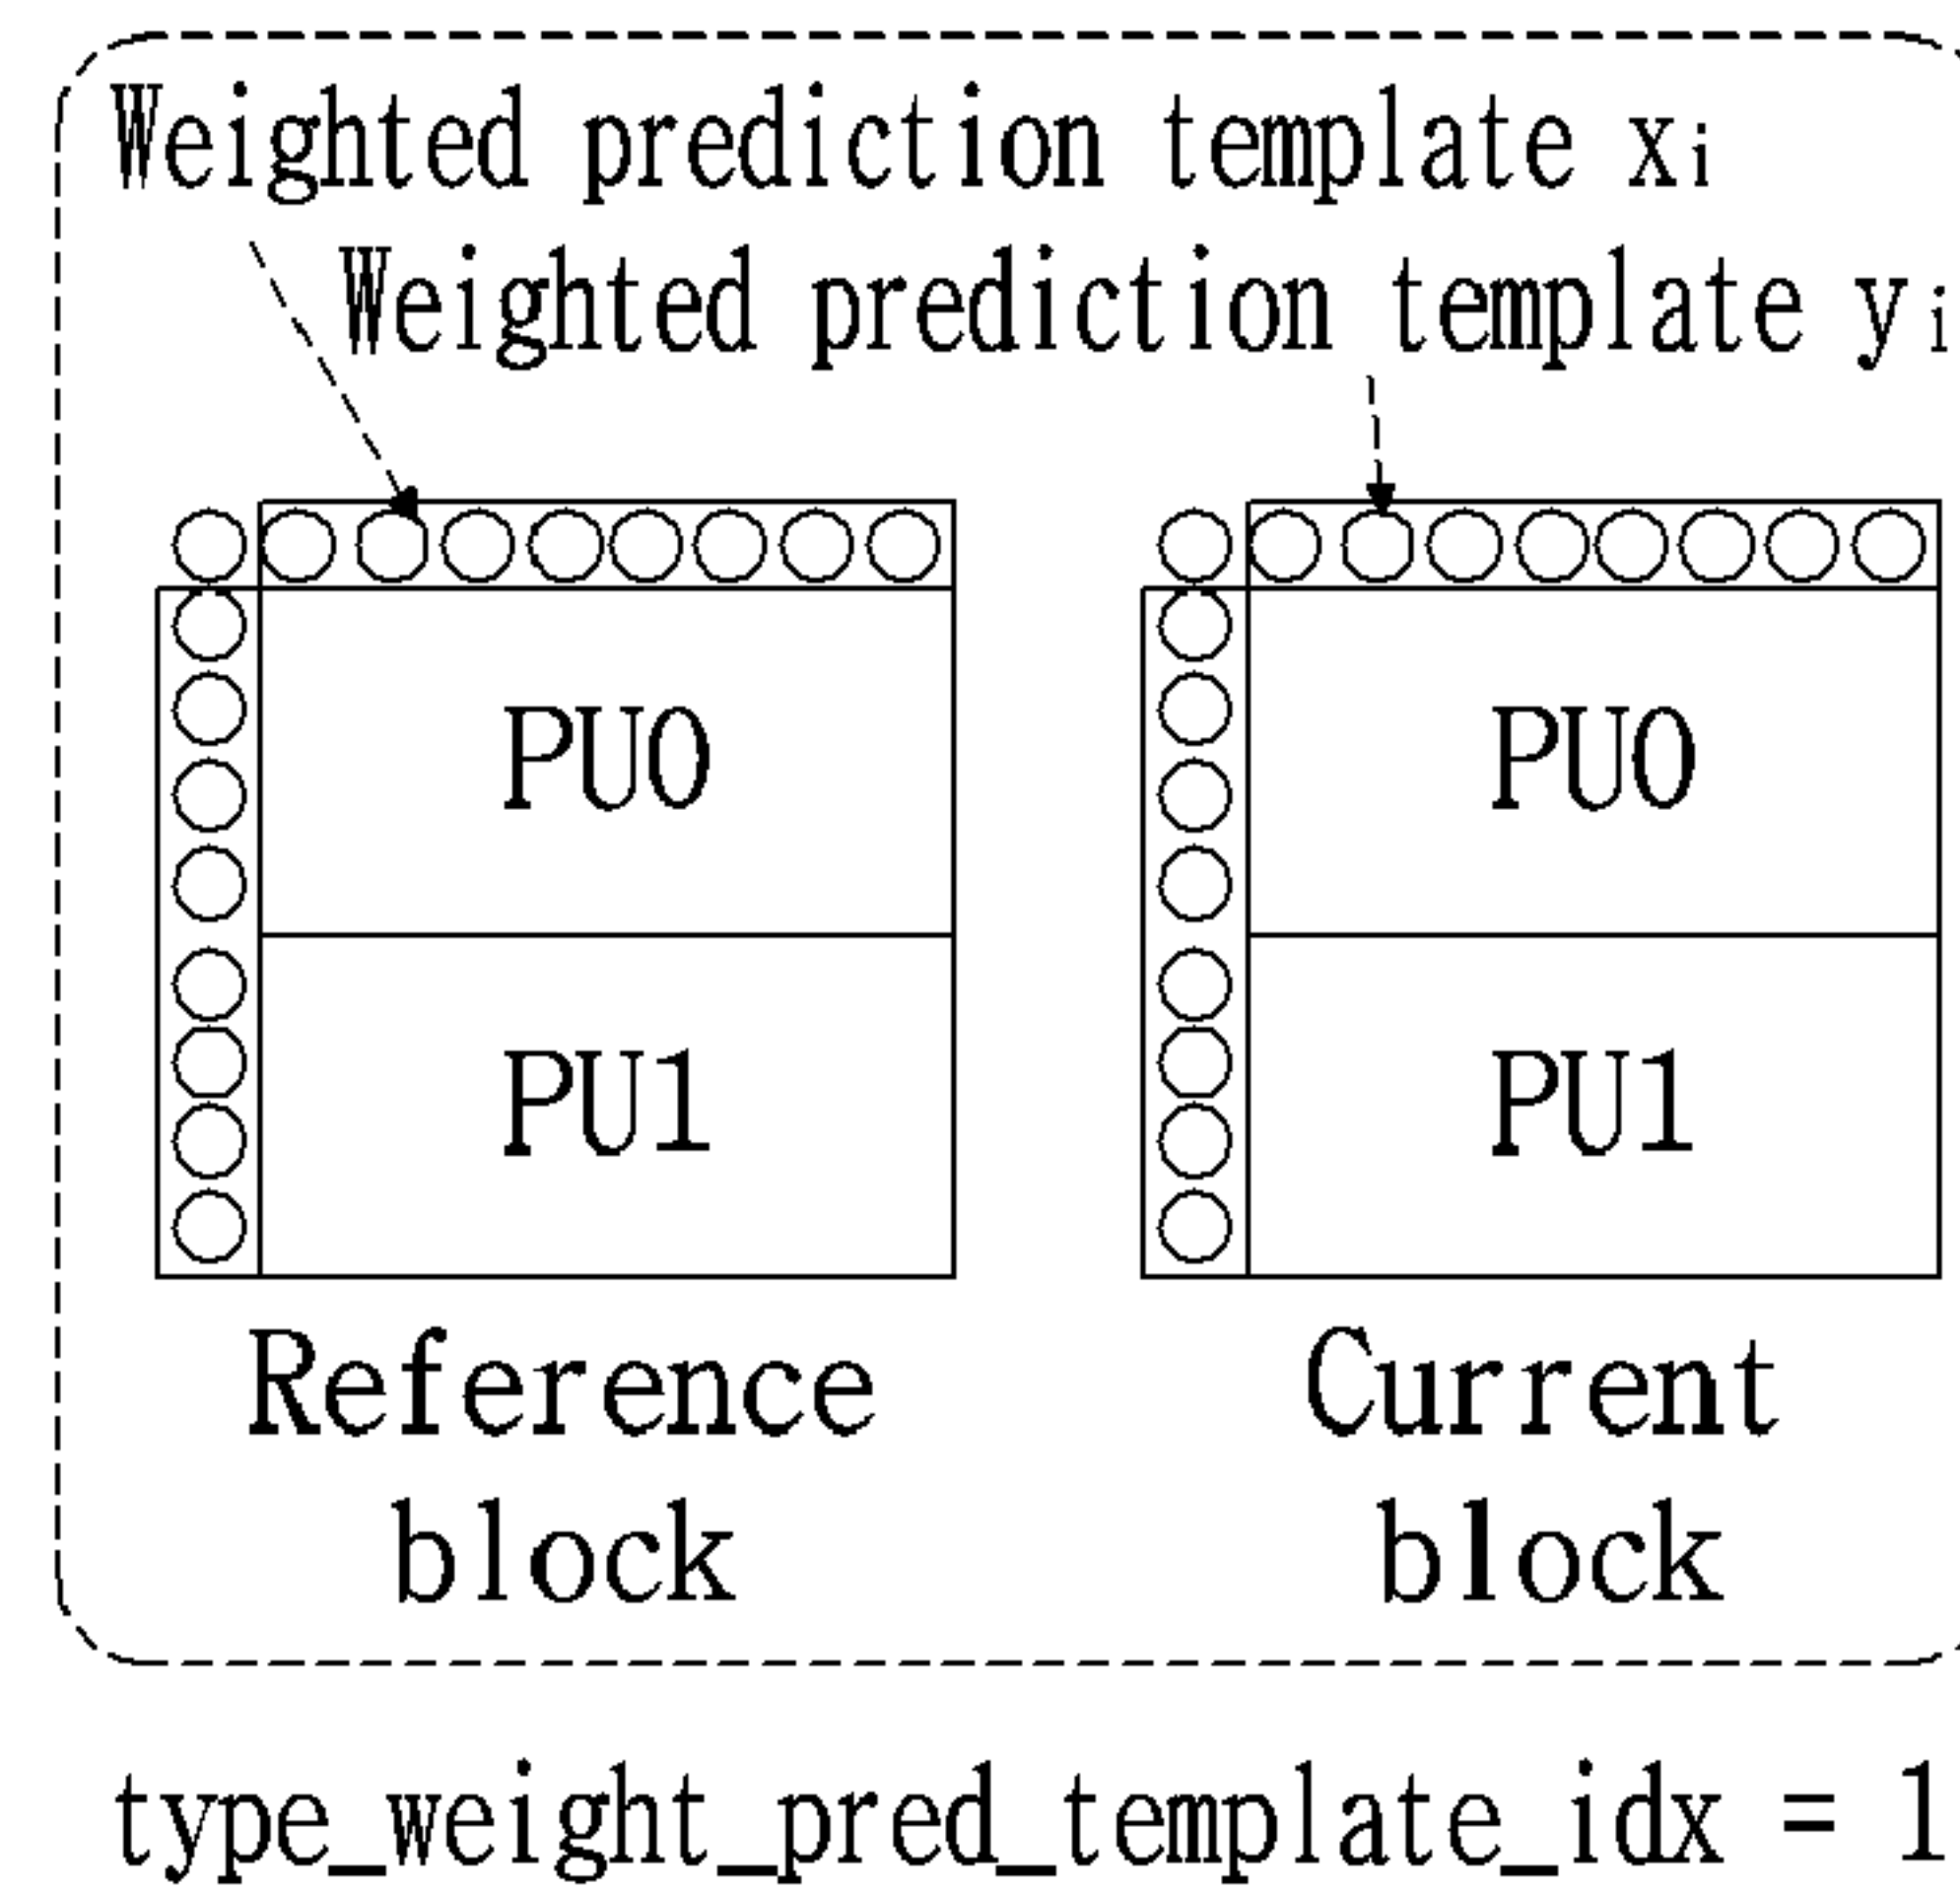 Weighted prediction template xi
Weighted prediction template yi
PU0 PU0
PU1 PU1
Reference Current
block block
type_weight_pred_template_idx = 1